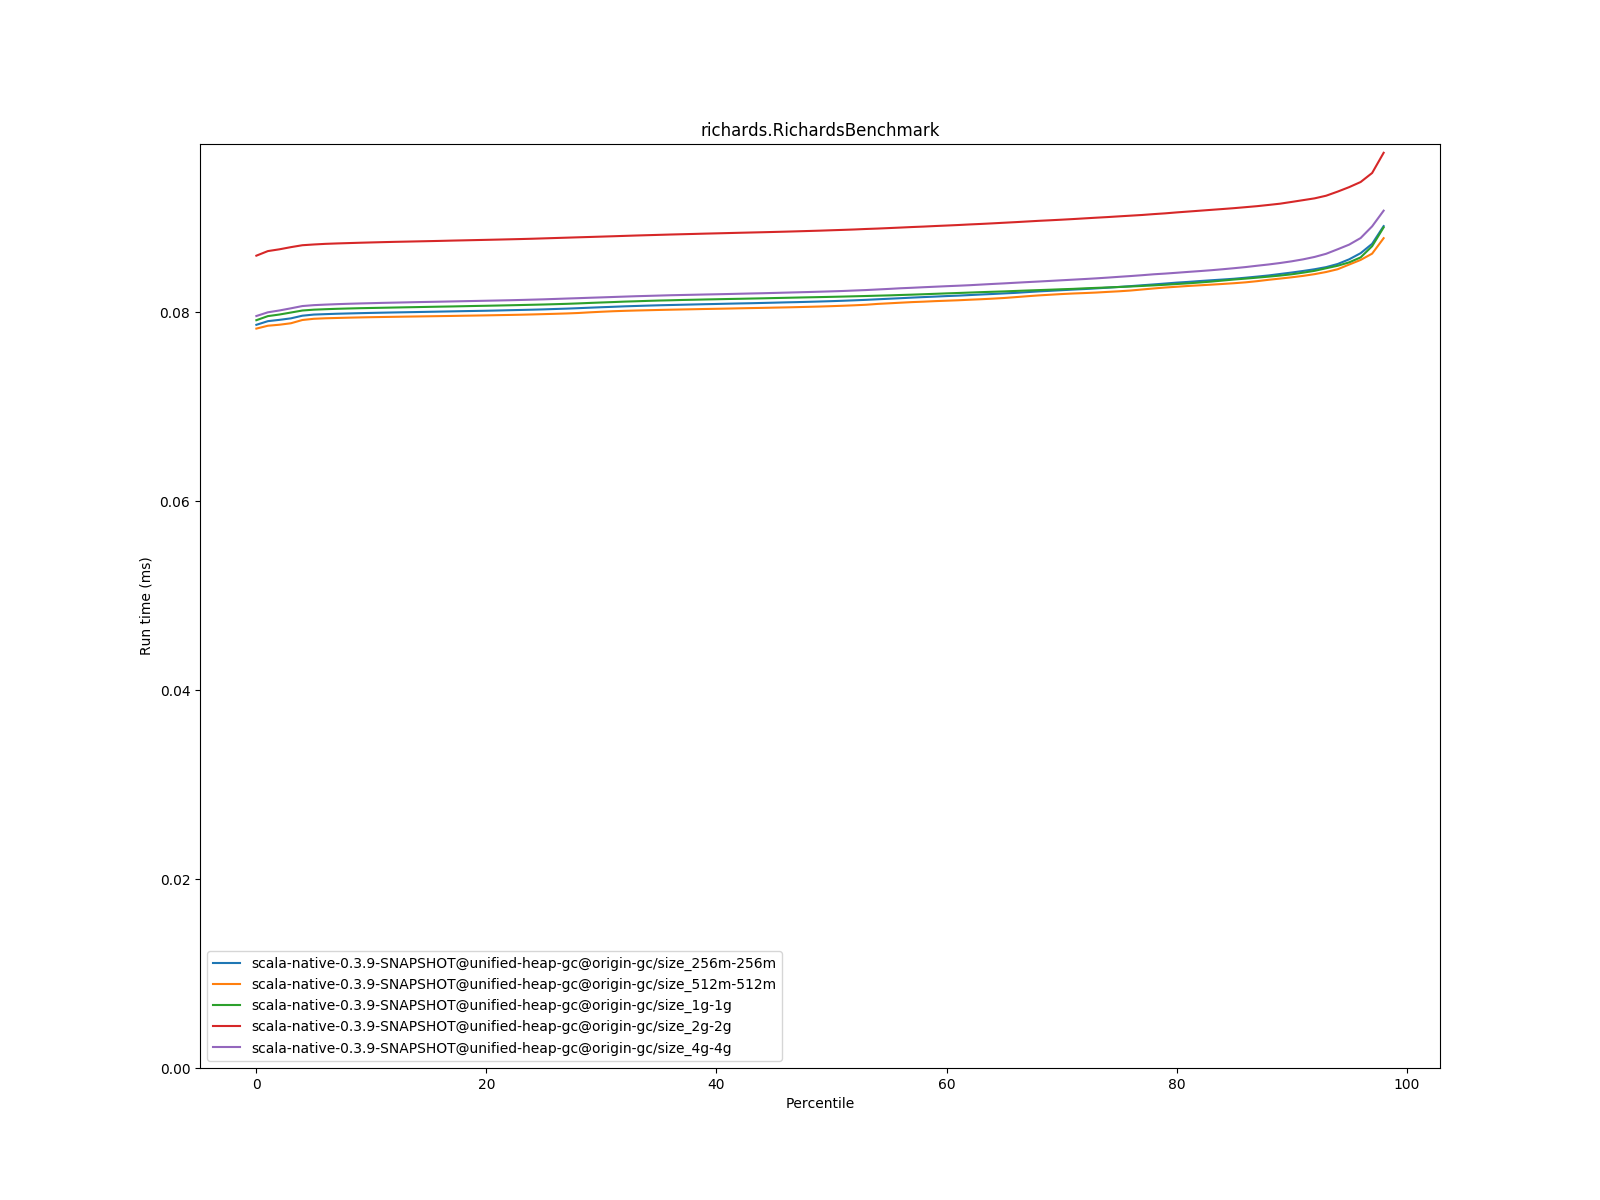 richards.RichardsBenchmark
Run time (ms)
0.08
0.06
0.04
0.02
0.00
scala-native-0.3.9-SNAPSHOT@unified-heap-gc@origin-gc/size_256m-256m
scala-native-0.3.9-SNAPSHOT@unified-heap-gc@origin-gc/size_512m-512m
scala-native-0.3.9-SNAPSHOT@unified-heap-gc@origin-gc/size_1g-1g
scala-native-0.3.9-SNAPSHOT@unified-heap-gc@origin-gc/size_2g-2g
scala-native-0.3.9-SNAPSHOT@unified-heap-gc@origin-gc/size_4g-4g
0 20 40 60 80 100
Percentile